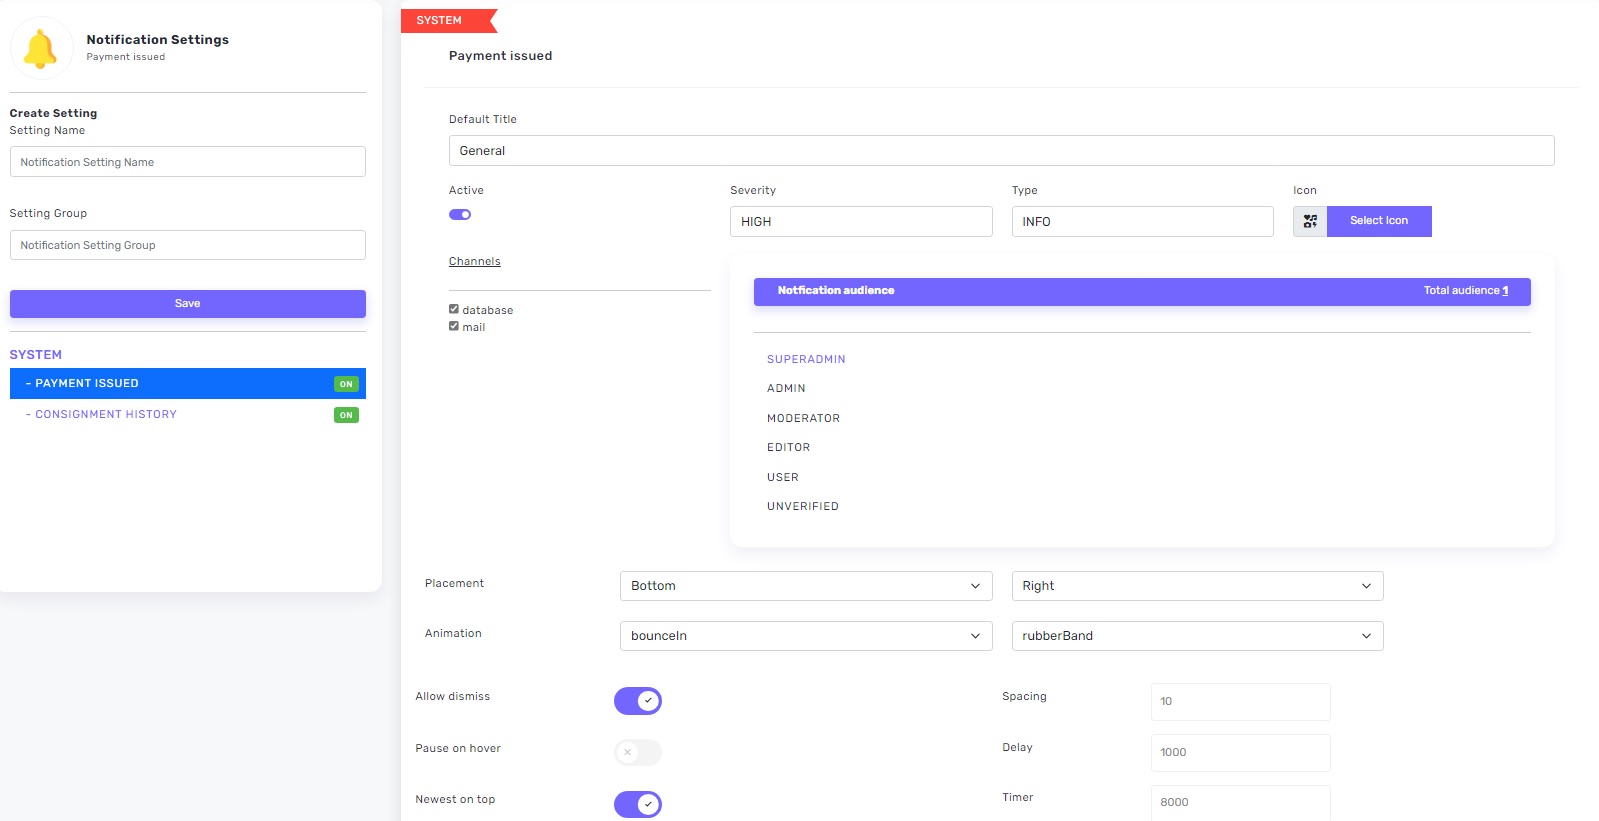 Notification Settings
Payment issued
Create Setting
Setting Name
Notification Setting Name
Setting Group
Notification Setting Group
Save
SYSTEM
- PAYMENT ISSUED ON
- CONSIGNMENT HISTORY ON
SYSTEM
Payment issued
Default Title
General
Active Severity Type Icon
HIGH INFO Select Icon
Channels
database
mail
Notfication audience Total audience 1
SUPERADMIN
ADMIN
MODERATOR
EDITOR
USER
UNVERIFIED
Placement Bottom Right
Animation bounceIn rubberBand
Allow dismiss Spacing 10
Pause on hover Delay 1000
Newest on top Timer 8000